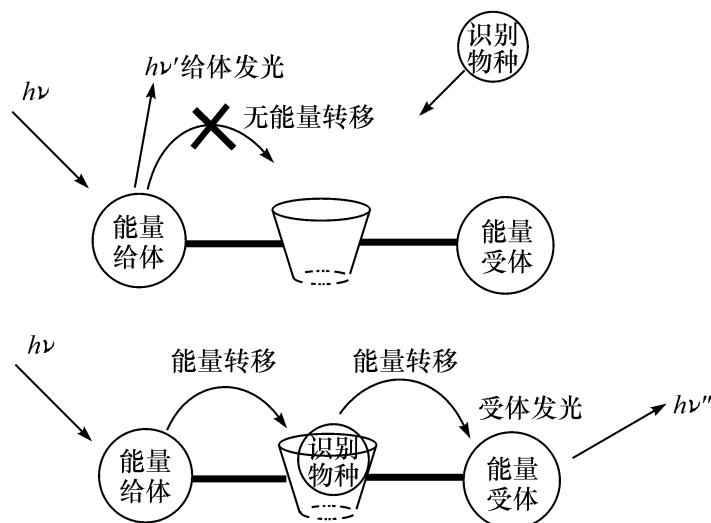 识别
物种
hν
hν′给体发光
无能量转移
能量
给体
能量
受体
hν
能量转移
能量转移
受体发光
hν″
能量
给体
识别
物种
能量
受体